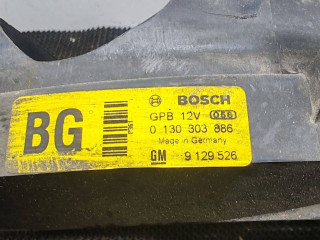 BG
BOSCH
GPB 12V
0 130 303 886
Made in Germany
GM 9 129 526